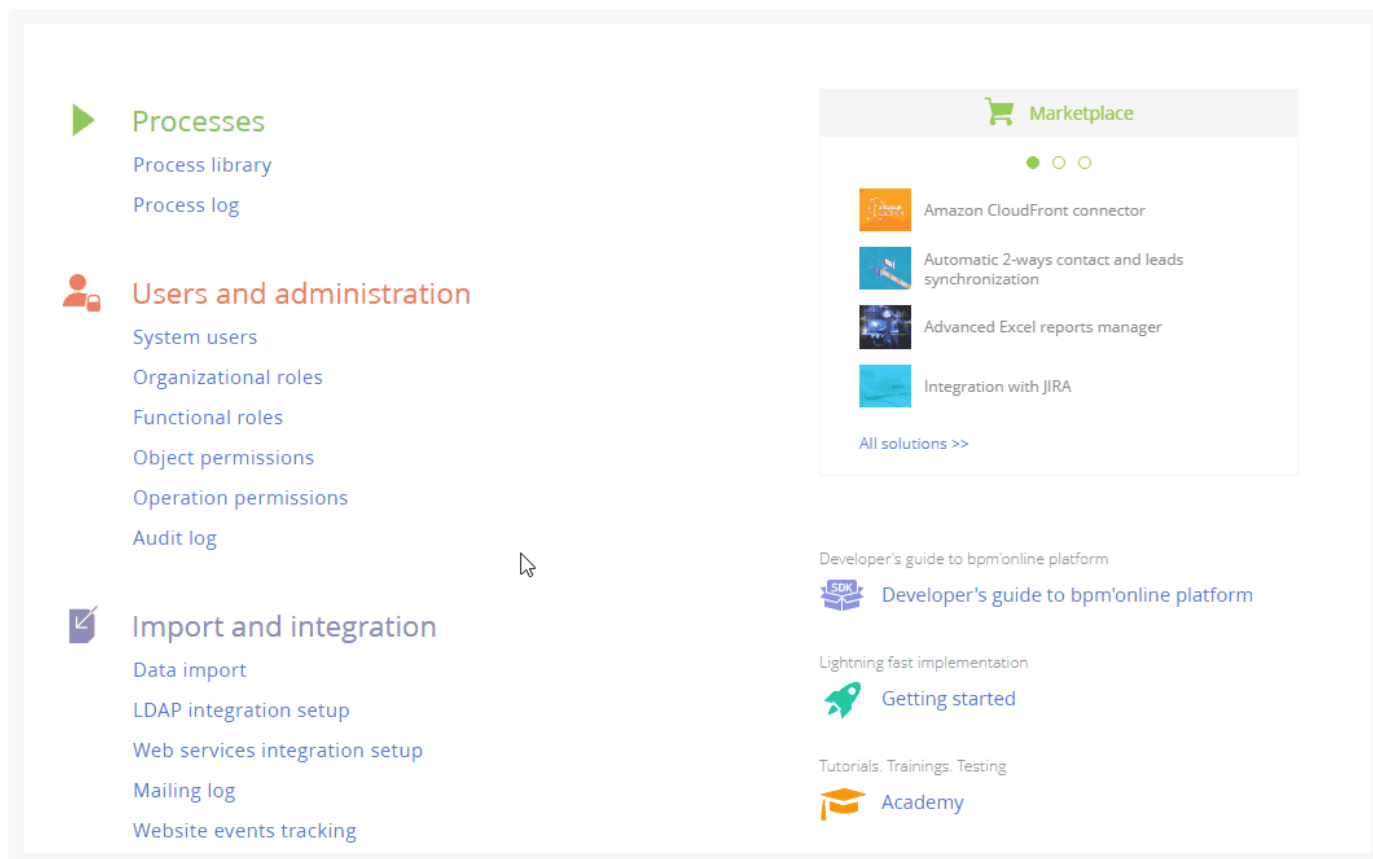 Processes
Process library
Process log
Users and administration
System users
Organizational roles
Functional roles
Object permissions
Operation permissions
Audit log
Import and integration
Data import
LDAP integration setup
Web services integration setup
Mailing log
Website events tracking
Marketplace
Amazon CloudFront connector
Automatic 2-ways contact and leads
synchronization
Advanced Excel reports manager
Integration with JIRA
All solutions >>
Developer's guide to bpm'online platform
SDK
Developer's guide to bpm'online platform
Lightning fast implementation
Getting started
Tutorials. Trainings. Testing
Academy